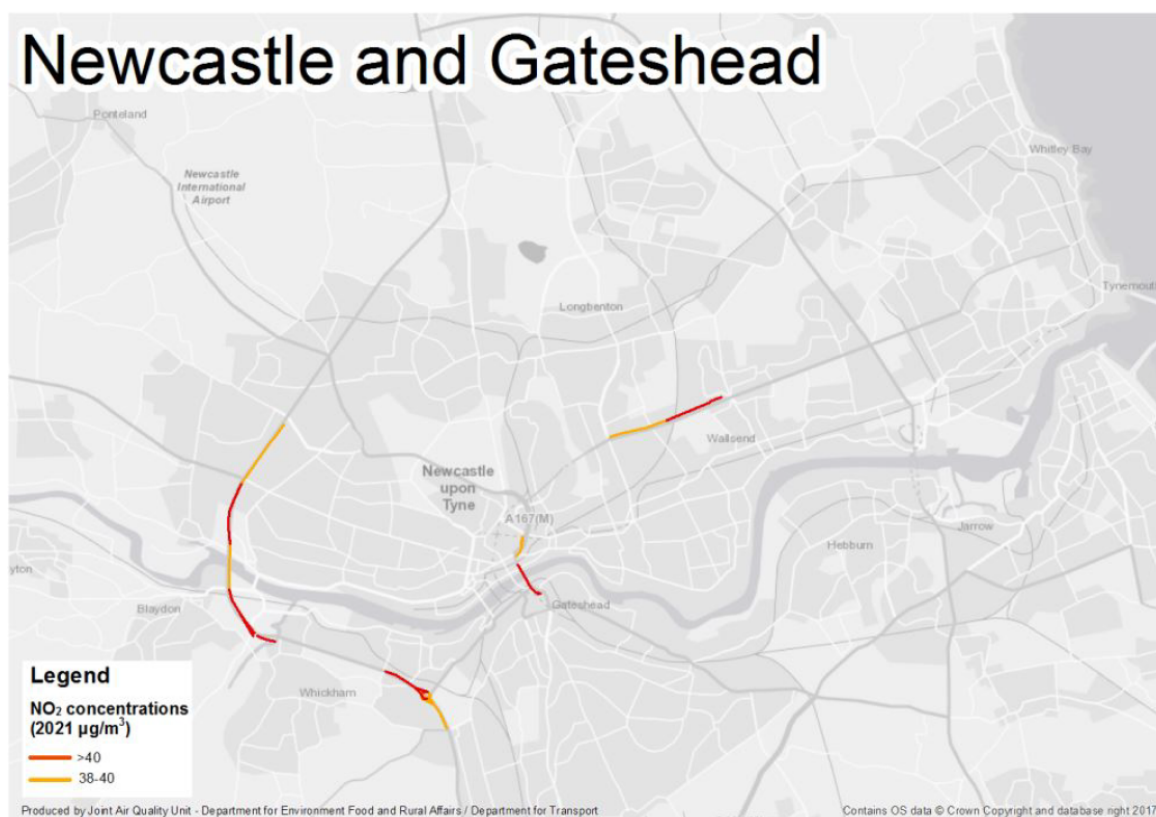 Newcastle and Gateshead
Ponteland
Whitley Bay
Newcastle
International
Airport
Tynemouth
Longbenton
Wallsend
Newcastle
upon
Tyne
A167(M)
Jarrow
Hebburn
yton
Blaydon
Gateshead
Whickham
Legend
NO₂ concentrations
(2021 µg/m³)
>40
38-40
Produced by Joint Air Quality Unit - Department for Environment Food and Rural Affairs / Department for Transport
Contains OS data © Crown Copyright and database right 2017